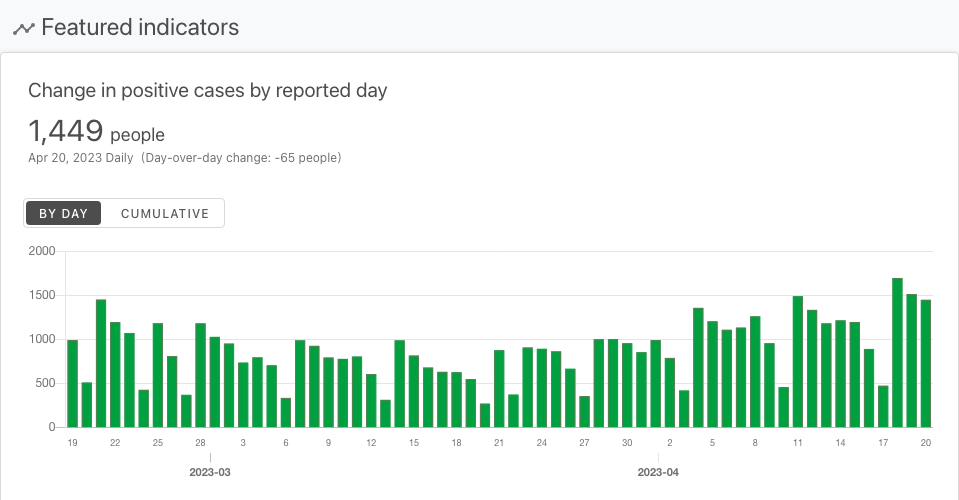 Featured indicators
Change in positive cases by reported day
1,449 people
Apr 20, 2023 Daily (Day-over-day change: -65 people)
BY DAY CUMULATIVE
2000
1500
1000
500
0
19 22 25 28 3 6 9 12 15 18 21 24 27 30 2 5 8 11 14 17 20
2023-03 2023-04